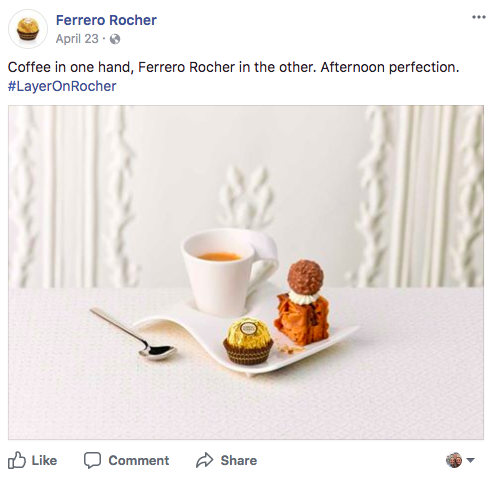 Ferrero Rocher
April 23
Coffee in one hand, Ferrero Rocher in the other. Afternoon perfection.
#LayerOnRocher
Like Comment Share